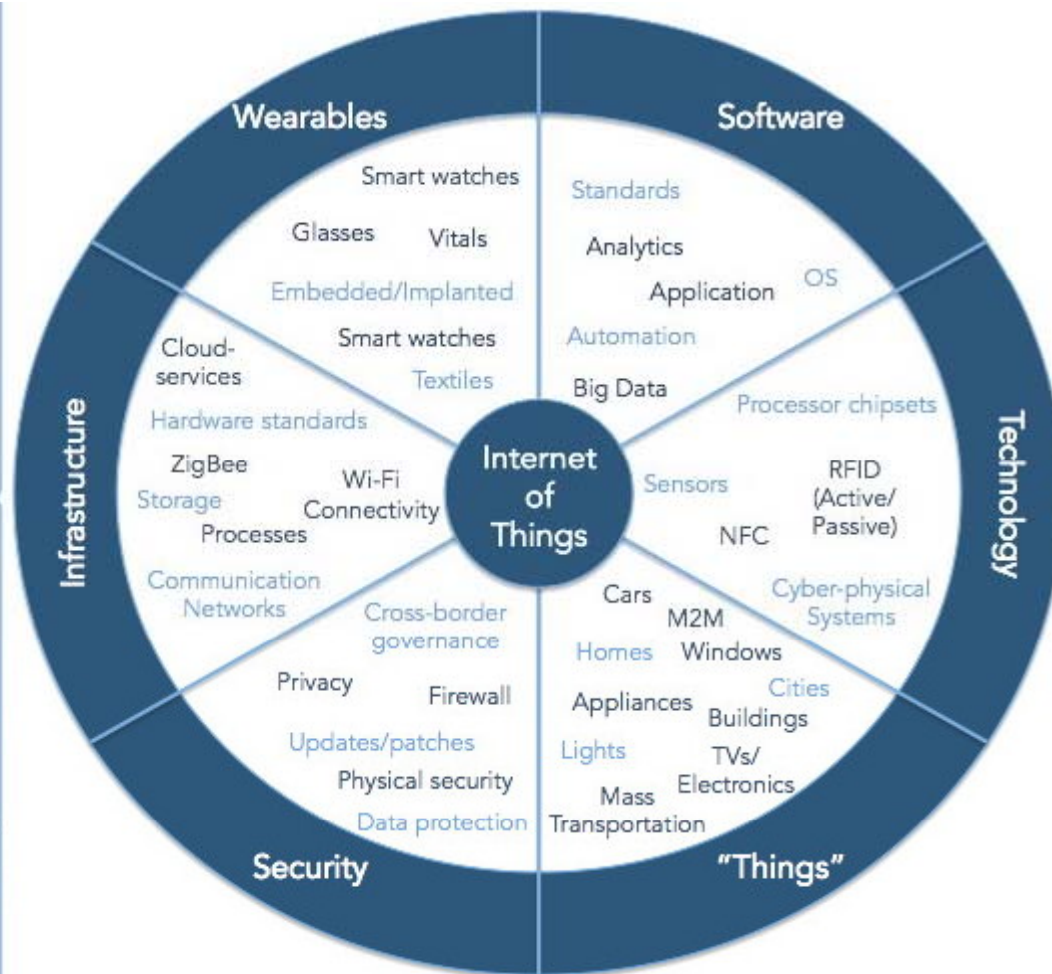 Wearables
Smart watches
Glasses
Vitals
Embedded/Implanted
Smart watches
Textiles
Software
Standards
Analytics
OS
Application
Automation
Big Data
Technology
Processor chipsets
Sensors
RFID
(Active/
Passive)
NFC
Cyber-physical
Systems
"Things"
Cars
M2M
Homes
Windows
Cities
Appliances
Buildings
Lights
TVs/
Electronics
Mass
Transportation
Security
Cross-border
governance
Privacy
Firewall
Updates/patches
Physical security
Data protection
Infrastructure
Cloud-
services
Hardware standards
ZigBee
Wi-Fi
Connectivity
Storage
Processes
Communication
Networks
Internet
of
Things